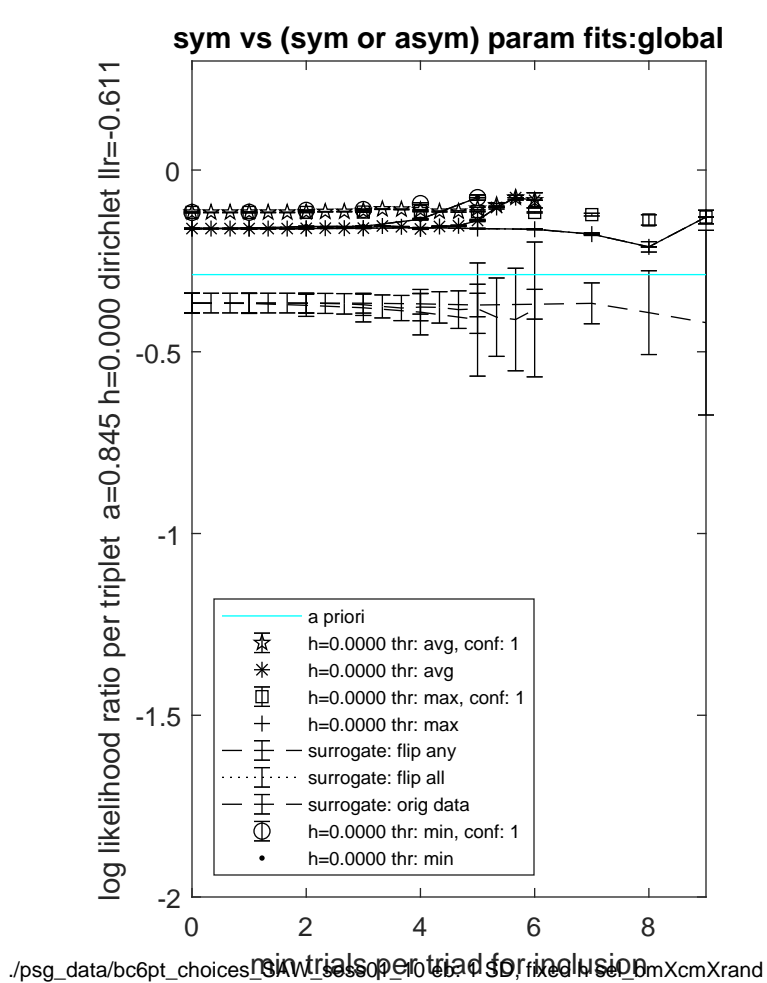 sym vs (sym or asym) param fits:global
log likelihood ratio per triplet a=0.845 h=0.000 dirichlet llr=-0.611
0
-0.5
-1
-1.5
-2
a priori
h=0.0000 thr: avg, conf: 1
h=0.0000 thr: avg
h=0.0000 thr: max, conf: 1
h=0.0000 thr: max
surrogate: flip any
surrogate: flip all
surrogate: orig data
h=0.0000 thr: min, conf: 1
h=0.0000 thr: min
0 2 4 6 8
min trials per triad for inclusion
./psg_data/bc6pt_choices_SAW_sess01_10 eb: 1 SD, fixed h sel_bmXcmXrand